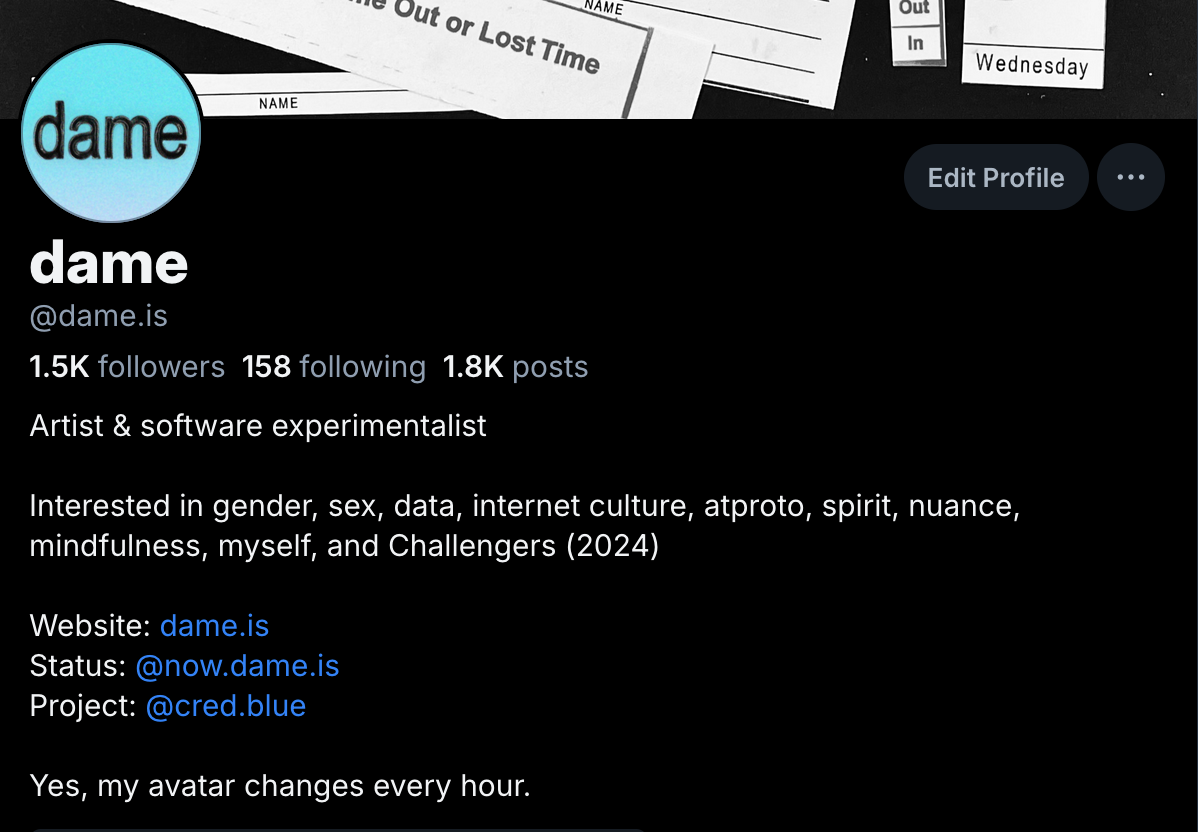 Out or Lost Time
NAME
Out
In
Wednesday
NAME
dame
Edit Profile
dame
@dame.is
1.5K followers 158 following 1.8K posts
Artist & software experimentalist
Interested in gender, sex, data, internet culture, atproto, spirit, nuance,
mindfulness, myself, and Challengers (2024)
Website: dame.is
Status: @now.dame.is
Project: @cred.blue
Yes, my avatar changes every hour.